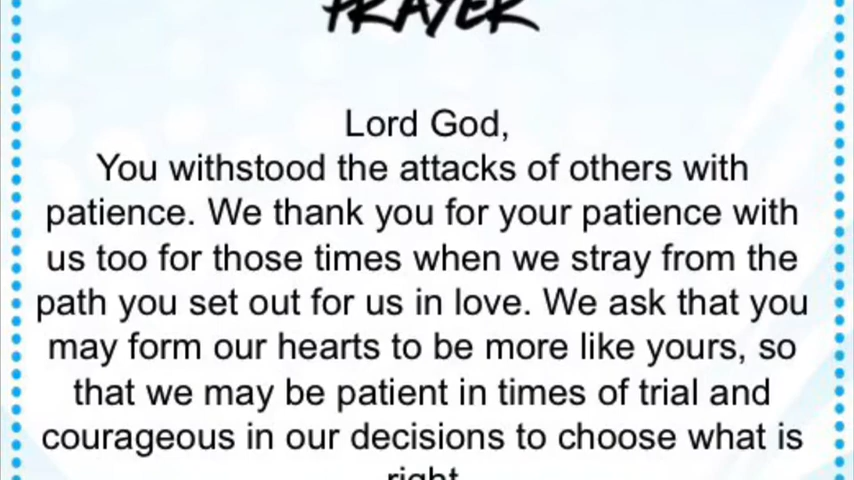 PRAYER
Lord God,
You withstood the attacks of others with
patience. We thank you for your patience with
us too for those times when we stray from the
path you set out for us in love. We ask that you
may form our hearts to be more like yours, so
that we may be patient in times of trial and
courageous in our decisions to choose what is
right